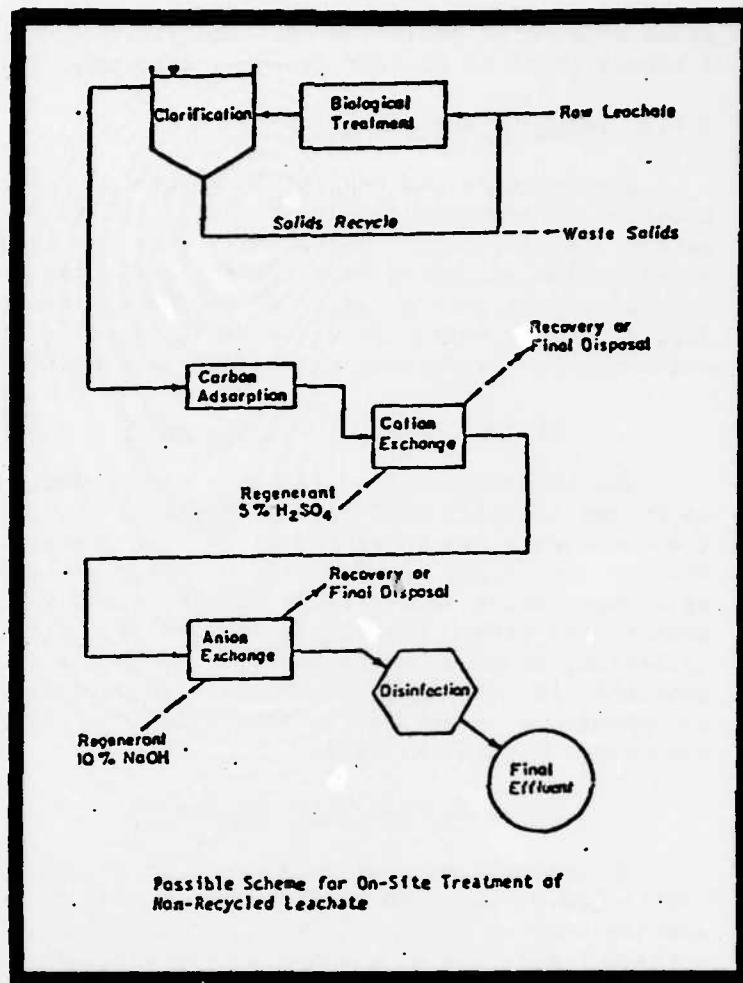 Clarification
Biological
Treatment
Raw Leachate
Solids Recycle
Waste Solids
Recovery or
Final Disposal
Carbon
Adsorption
Cation
Exchange
Regenerant
5% H₂SO₄
Recovery or
Final Disposal
Anion
Exchange
Disinfection
Regenerant
10% NaOH
Final
Effluent
Possible Scheme for On-Site Treatment of
Non-Recycled Leachate